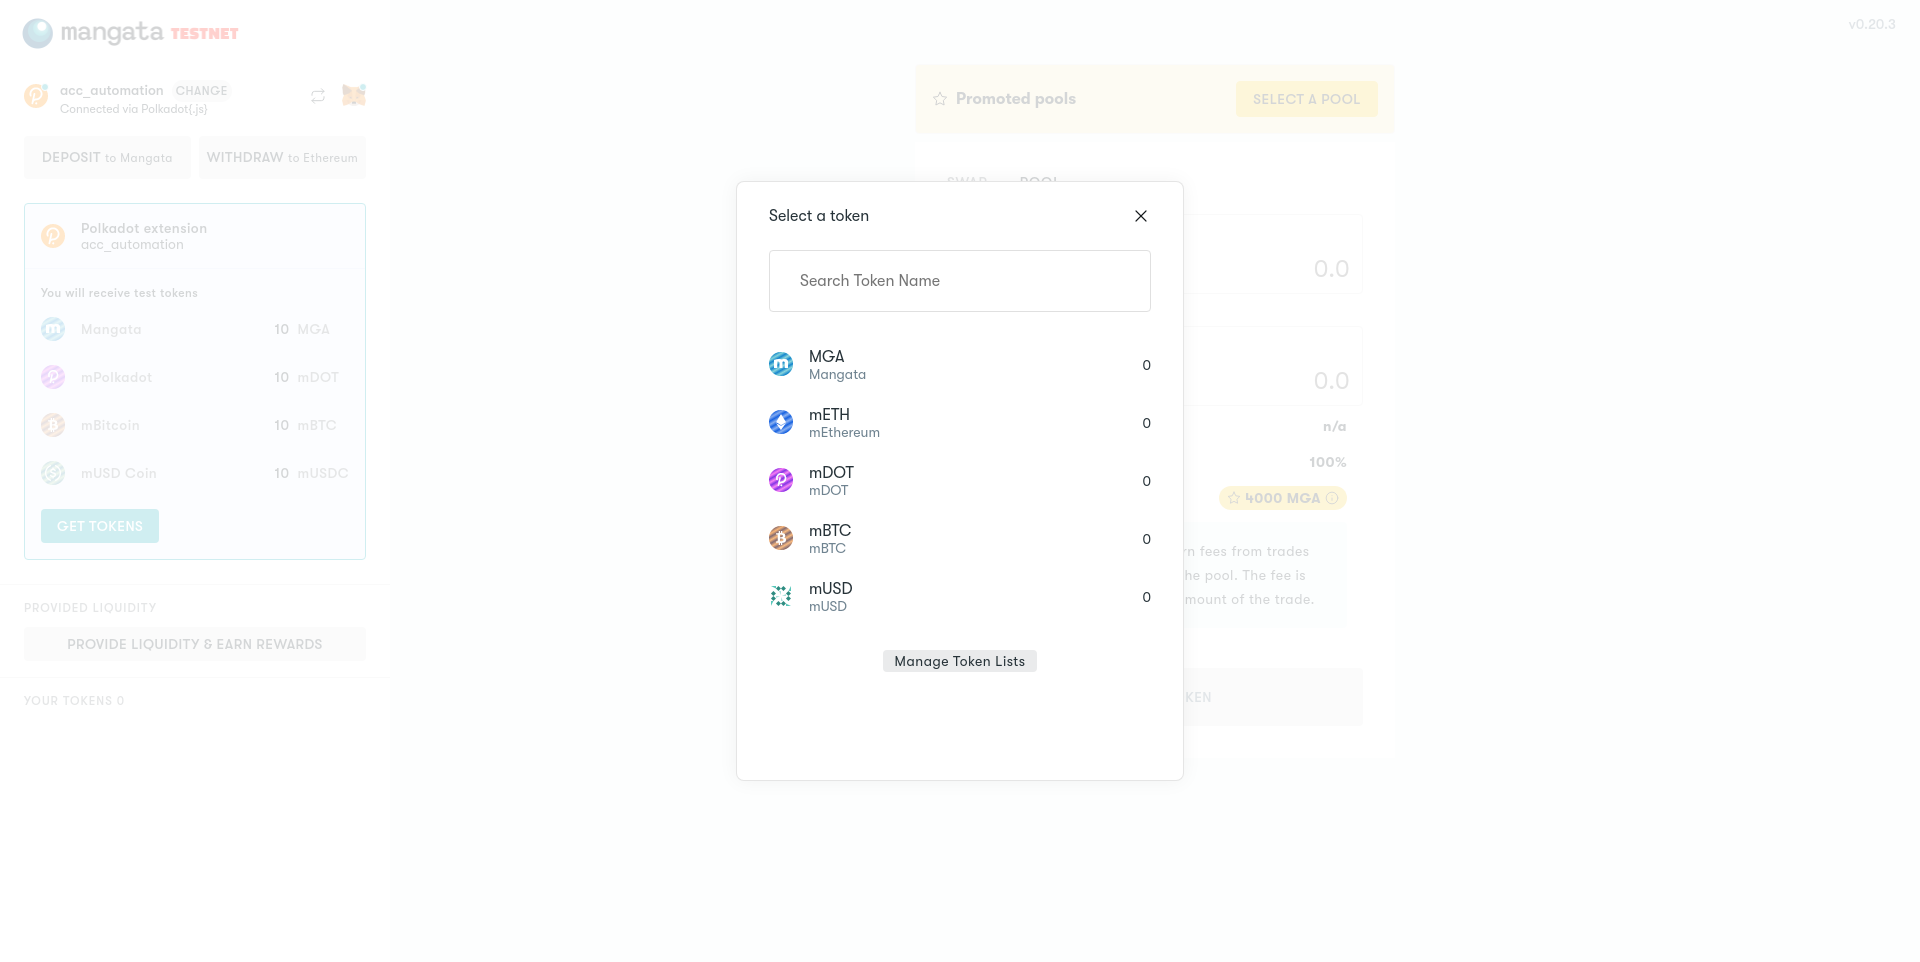 mangata TESTNET
v0.20.3
acc_automation CHANGE
Connected via Polkadot{.js}
DEPOSIT to Mangata
WITHDRAW to Ethereum
Polkadot extension
acc_automation
You will receive test tokens
Mangata 10 MGA
mPolkadot 10 mDOT
mBitcoin 10 mBTC
mUSD Coin 10 mUSDC
GET TOKENS
PROVIDED LIQUIDITY
PROVIDE LIQUIDITY & EARN REWARDS
YOUR TOKENS 0
Promoted pools
SELECT A POOL
SWAP POOL
Select a token
Search Token Name
MGA
Mangata
0
mETH
mEthereum
0
mDOT
mDOT
0
mBTC
mBTC
0
mUSD
mUSD
0
Manage Token Lists
0.0
0.0
n/a
100%
4000 MGA
rn fees from trades
he pool. The fee is
mount of the trade.
KEN